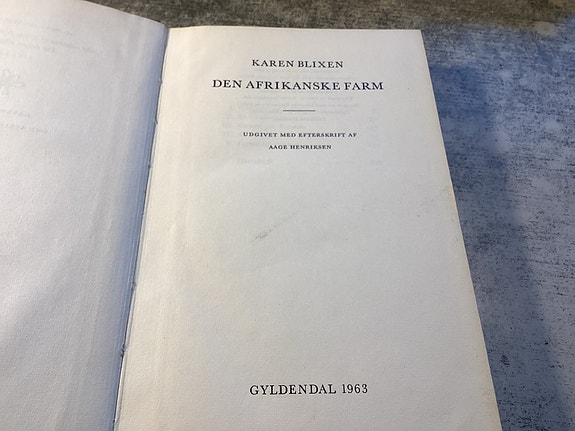 KAREN BLIXEN
DEN AFRIKANSKE FARM
UDGIVET MED EFTERSKRIFT AF
AAGE HENRIKSEN
GYLDENDAL 1963